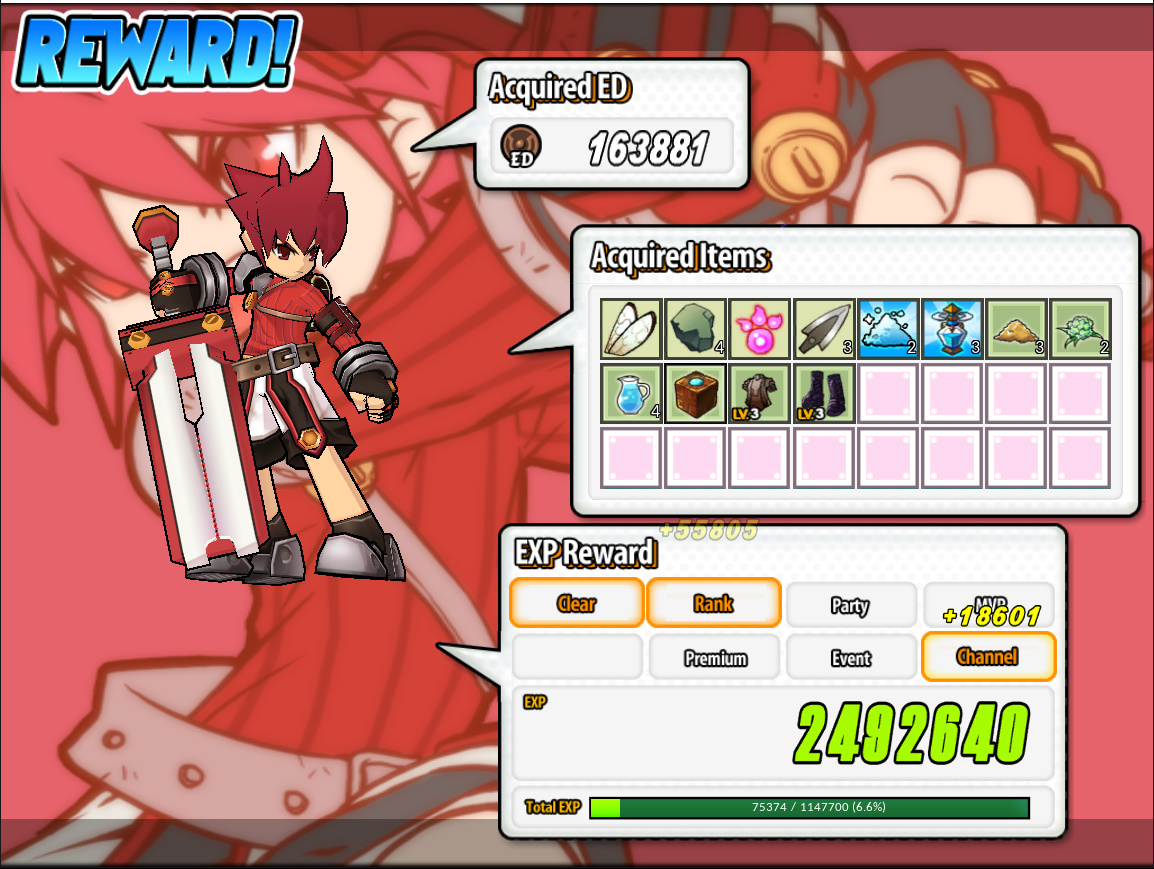 REWARD!
Acquired ED
ED 163881
Acquired Items
4 3 2 3 3 2
4 LV.3 LV.3
+55805
EXP Reward
Clear Rank Party MVP
+18601
Premium Event Channel
EXP
2492640
Total EXP 75374 / 1147700 (6.6%)